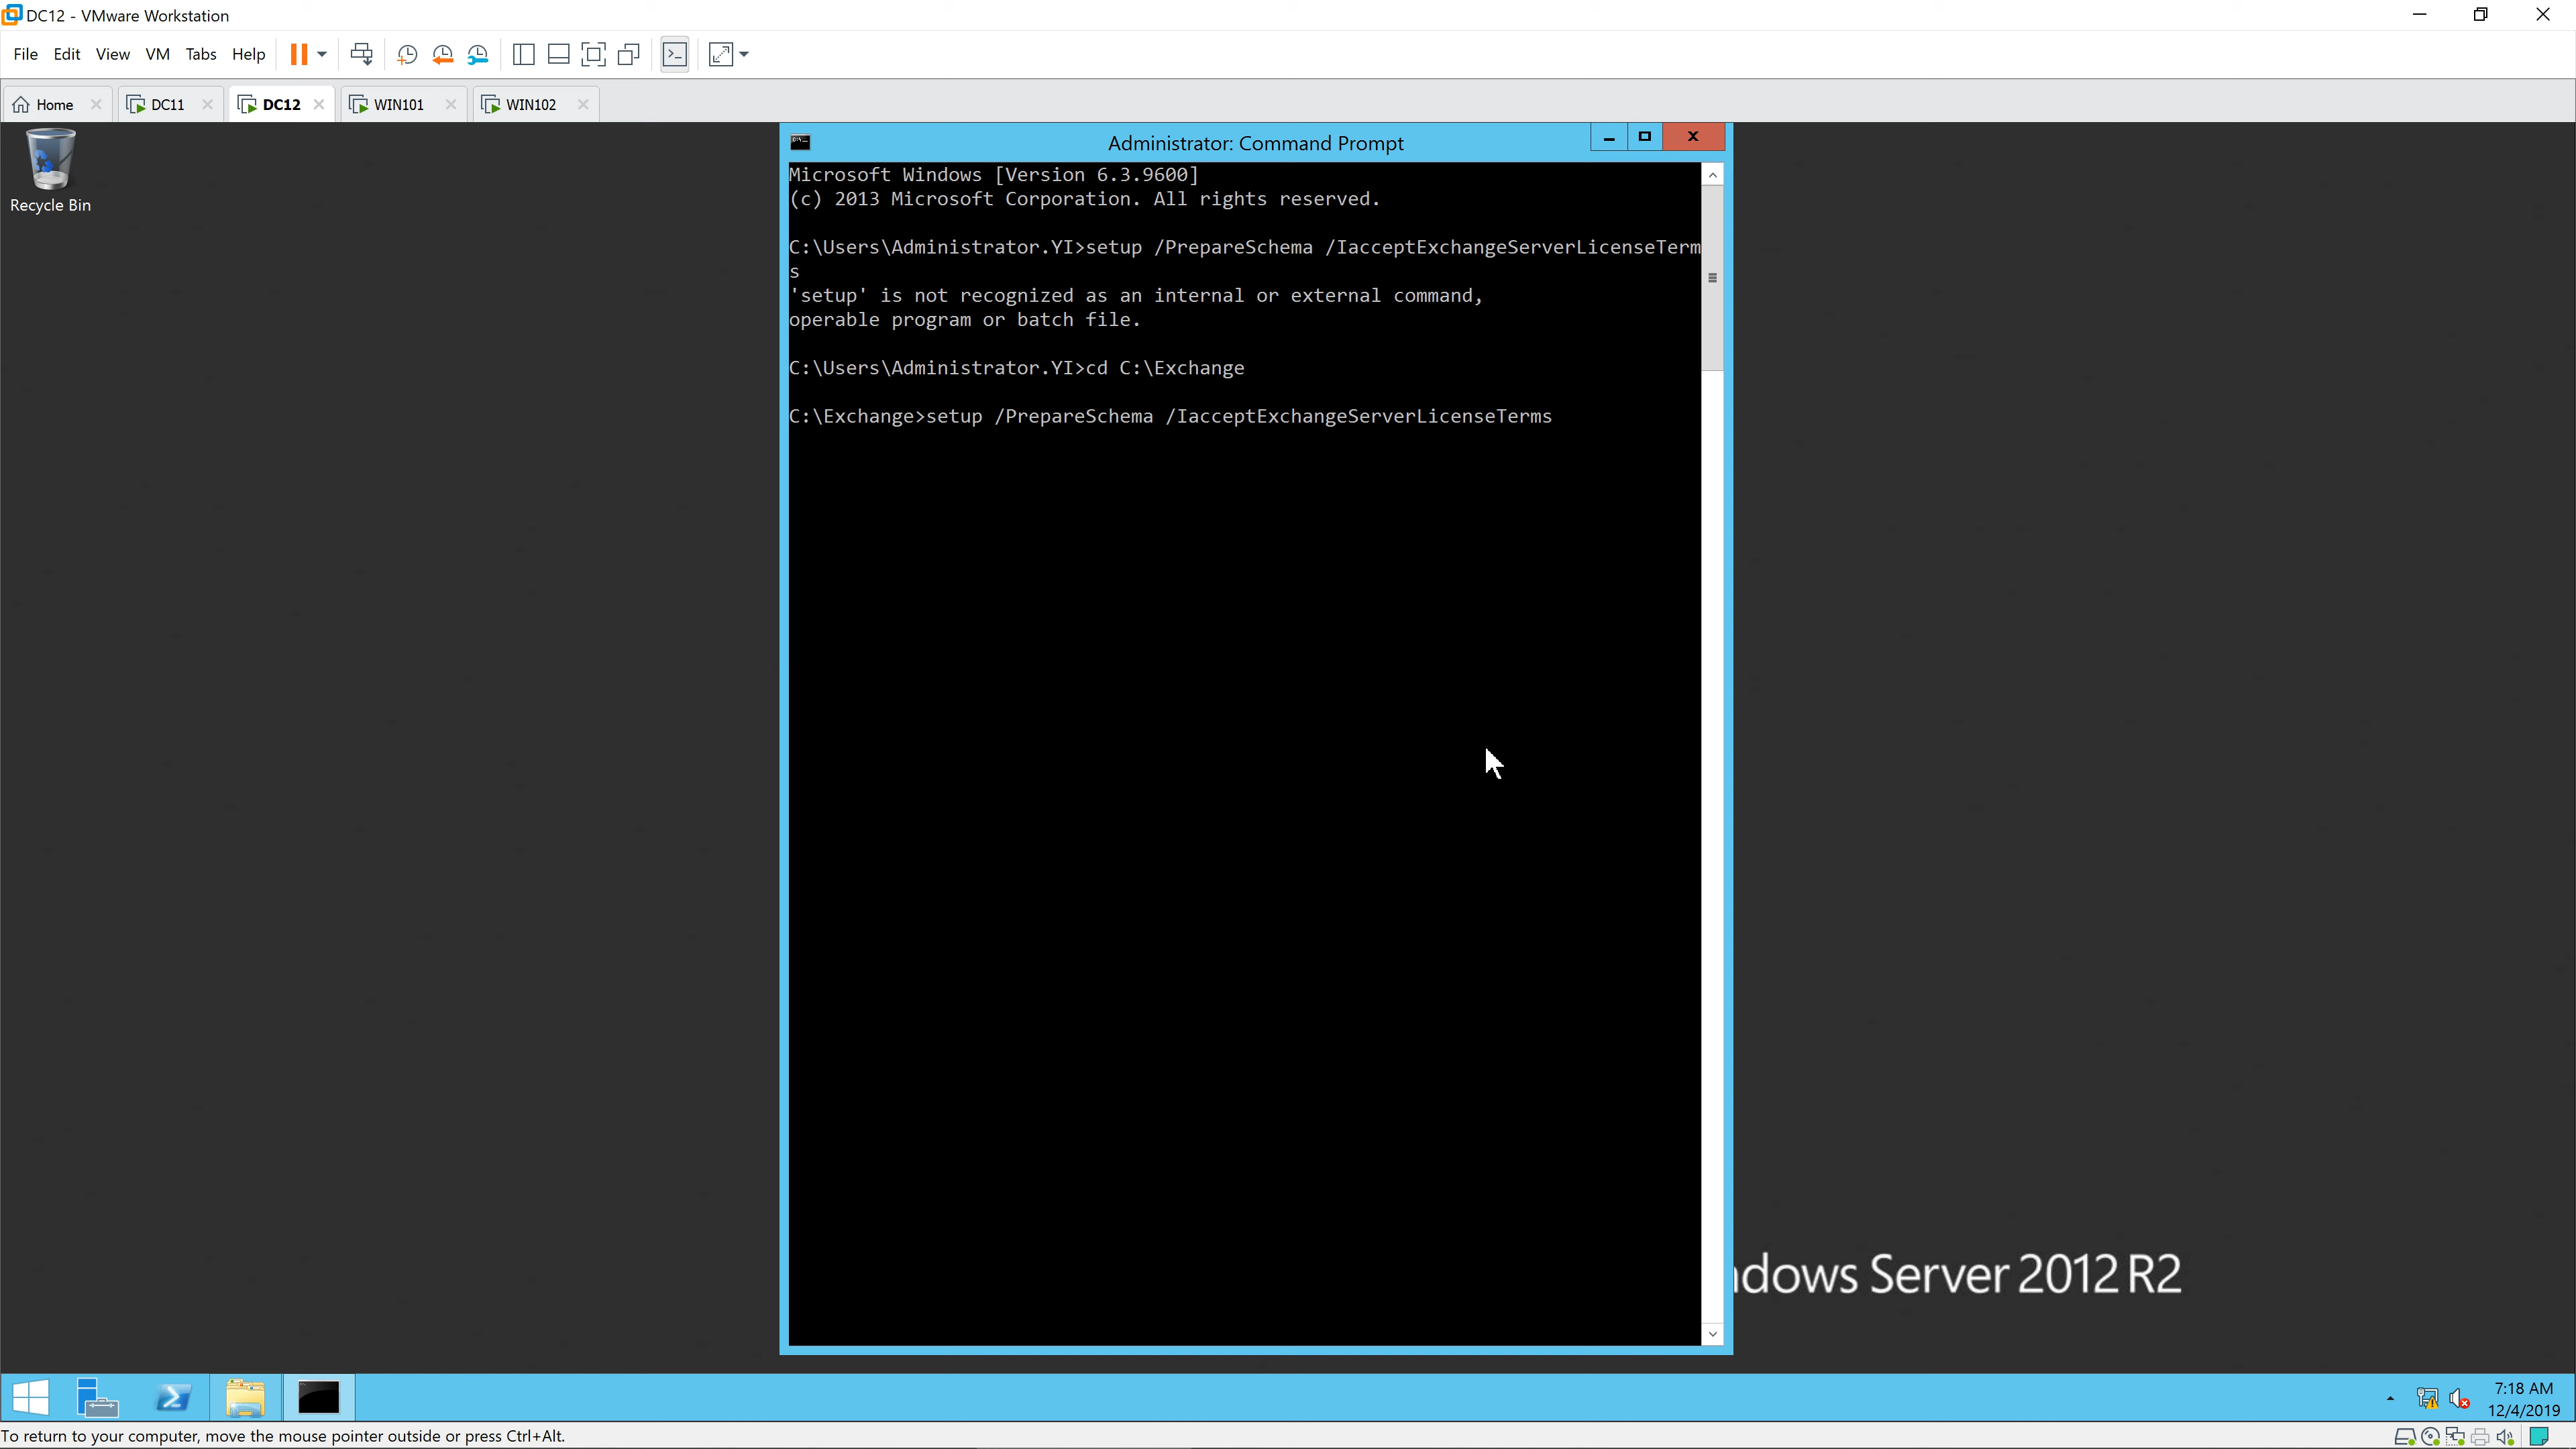 DC12 - VMware Workstation
File Edit View VM Tabs Help
Home DC11 DC12 WIN101 WIN102
Recycle Bin
Administrator: Command Prompt
Microsoft Windows [Version 6.3.9600]
(c) 2013 Microsoft Corporation. All rights reserved.
C:\Users\Administrator.YI>setup /PrepareSchema /IacceptExchangeServerLicenseTerm
s
'setup' is not recognized as an internal or external command,
operable program or batch file.
C:\Users\Administrator.YI>cd C:\Exchange
C:\Exchange>setup /PrepareSchema /IacceptExchangeServerLicenseTerms
dows Server 2012 R2
7:18 AM
12/4/2019
To return to your computer, move the mouse pointer outside or press Ctrl+Alt.